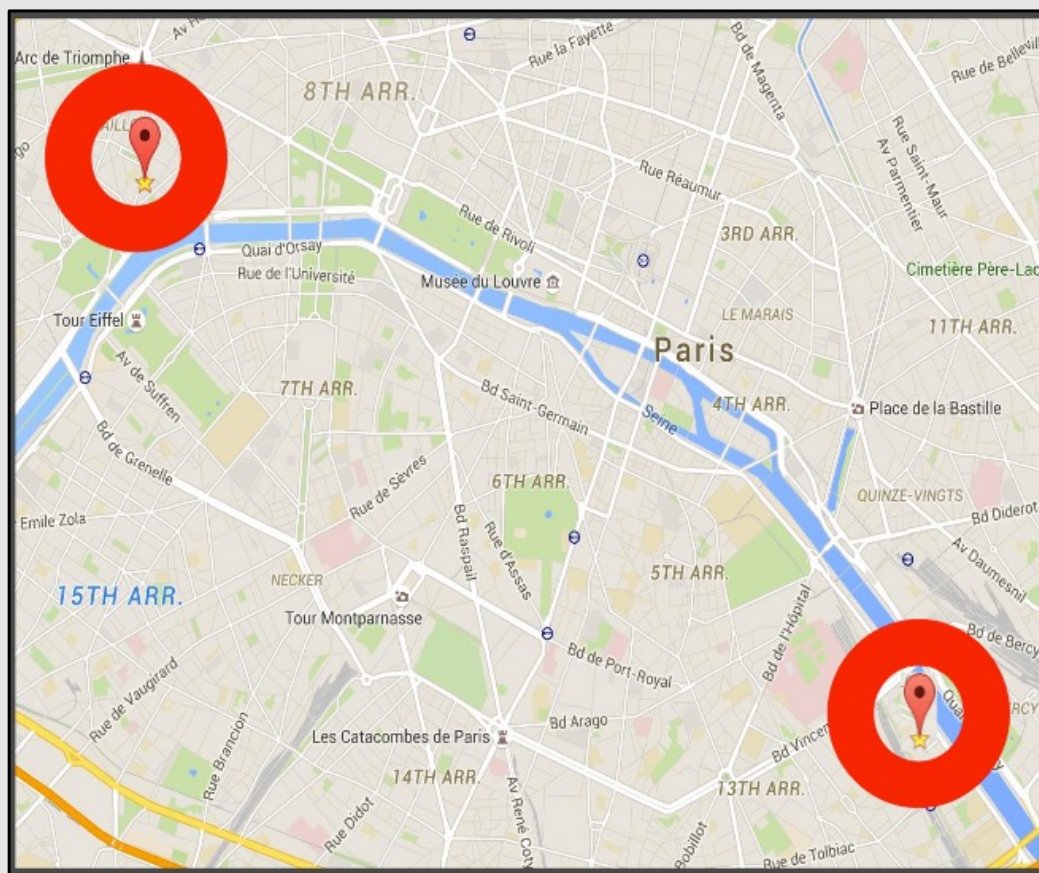 Arc de Triomphe
Rue la Fayette
Bd de Magenta
Rue de Bellevil
8TH ARR.
Rue Saint-Maur
Av Parmentier
Rue Réaumur
Rue de Rivoli
3RD ARR.
Quai d'Orsay
Rue de l'Université
Musée du Louvre
Cimetière Père-Lac
LE MARAIS
11TH ARR.
Tour Eiffel
Paris
Av de Suffren
7TH ARR.
Bd Saint-Germain
Seine
4TH ARR.
Place de la Bastille
Bd de Grenelle
Rue de Sèvres
6TH ARR.
QUINZE-VINGTS
Emile Zola
Bd Raspail
Rue d'Assas
Bd Diderot
Av Daumesnil
NECKER
5TH ARR.
15TH ARR.
Tour Montparnasse
Bd de l'Hôpital
Bd de Bercy
Bd de Port-Royal
Rue de Vaugirard
Rue Brancion
Bd Arago
Les Catacombes de Paris
Bd Vincen
14TH ARR.
13TH ARR.
Av René Coty
Rue Didot
Bobillot
Rue de Tolbiac